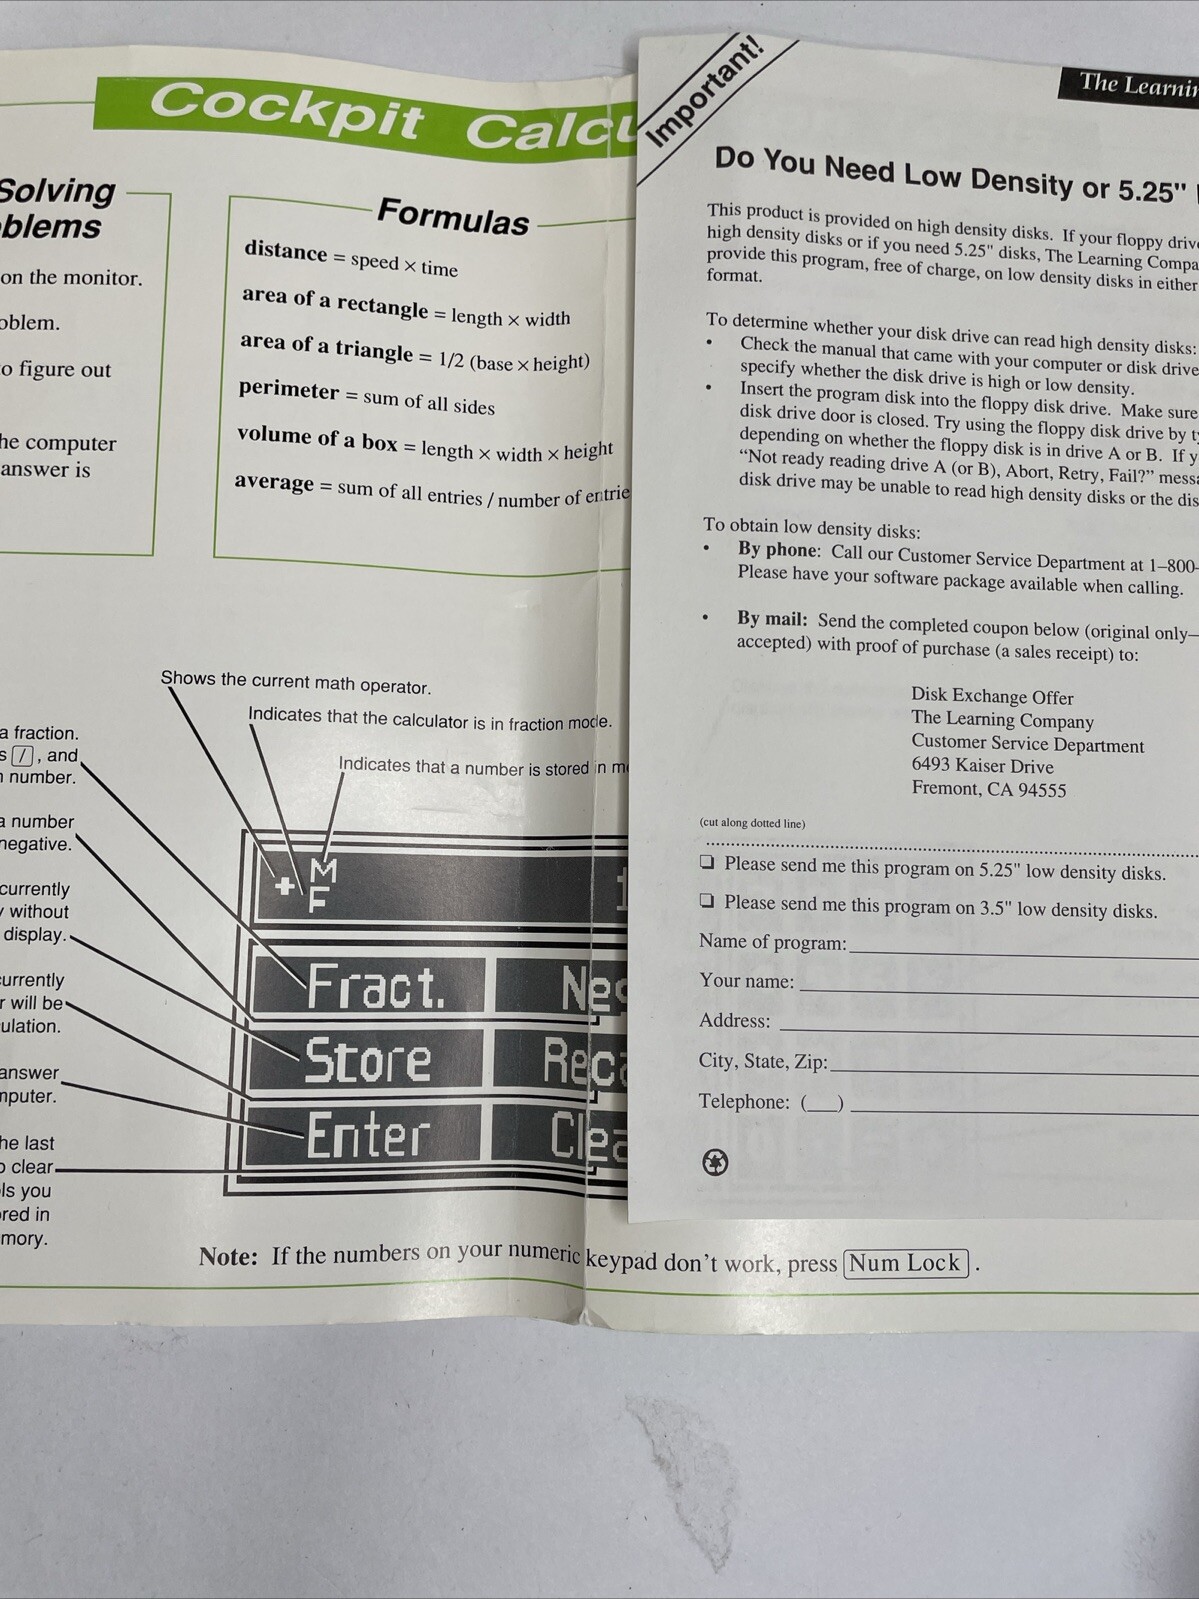 Cockpit Calcu
Solving
blems
on the monitor.
oblem.
to figure out
he computer
answer is
Formulas
distance = speed × time
area of a rectangle = length × width
area of a triangle = 1/2 (base × height)
perimeter = sum of all sides
volume of a box = length × width × height
average = sum of all entries / number of entrie
Shows the current math operator.
Indicates that the calculator is in fraction mode.
Indicates that a number is stored in m
a fraction.
s / , and
n number.
a number
negative.
currently
y without
display.
currently
r will be
ulation.
answer
mputer.
he last
o clear
ls you
ored in
mory.
M
+ F
Fract. Neg
Store Reca
Enter Clea
Note: If the numbers on your numeric keypad don't work, press Num Lock .
Important!
The Learnin
Do You Need Low Density or 5.25"
This product is provided on high density disks. If your floppy drive
high density disks or if you need 5.25" disks, The Learning Compa
provide this program, free of charge, on low density disks in either
format.
To determine whether your disk drive can read high density disks:
• Check the manual that came with your computer or disk drive
specify whether the disk drive is high or low density.
• Insert the program disk into the floppy disk drive. Make sure
disk drive door is closed. Try using the floppy disk drive by ty
depending on whether the floppy disk is in drive A or B. If y
“Not ready reading drive A (or B), Abort, Retry, Fail?” messa
disk drive may be unable to read high density disks or the dis
To obtain low density disks:
• By phone: Call our Customer Service Department at 1–800–
Please have your software package available when calling.
• By mail: Send the completed coupon below (original only—
accepted) with proof of purchase (a sales receipt) to:
Disk Exchange Offer
The Learning Company
Customer Service Department
6493 Kaiser Drive
Fremont, CA 94555
(cut along dotted line)
❏ Please send me this program on 5.25" low density disks.
❏ Please send me this program on 3.5" low density disks.
Name of program:
Your name:
Address:
City, State, Zip:
Telephone: (___)